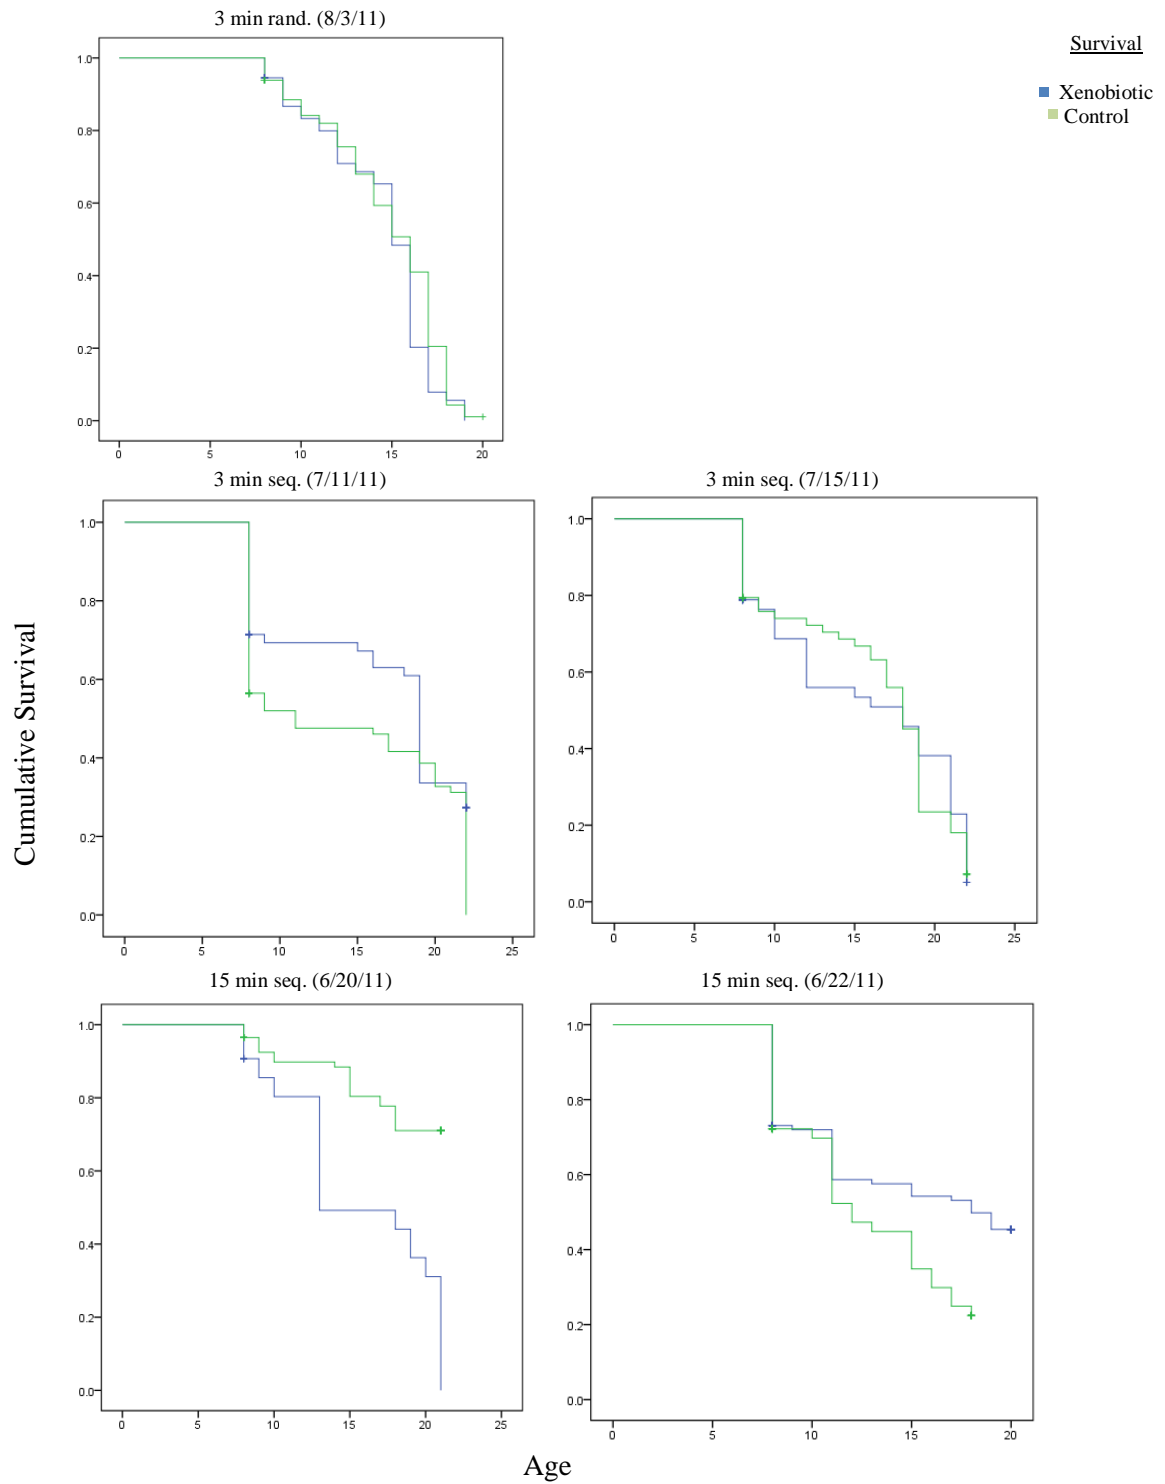 3 min rand. (8/3/11)
Survival
Xenobiotic
Control
1.0
0.8
0.6
0.4
0.2
0.0
0 5 10 15 20
3 min seq. (7/11/11)
1.0
0.8
0.6
0.4
0.2
0.0
0 5 10 15 20 25
3 min seq. (7/15/11)
1.0
0.8
0.6
0.4
0.2
0.0
0 5 10 15 20 25
Cumulative Survival
15 min seq. (6/20/11)
1.0
0.8
0.6
0.4
0.2
0.0
0 5 10 15 20 25
15 min seq. (6/22/11)
1.0
0.8
0.6
0.4
0.2
0.0
0 5 10 15 20
Age